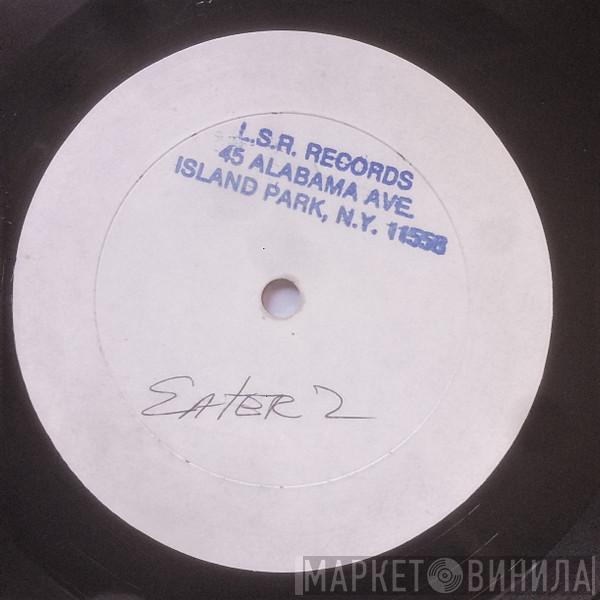 L.S.R. RECORDS
45 ALABAMA AVE.
ISLAND PARK, N.Y. 11558
EATER 2
МАРКЕТ ВИНИЛА